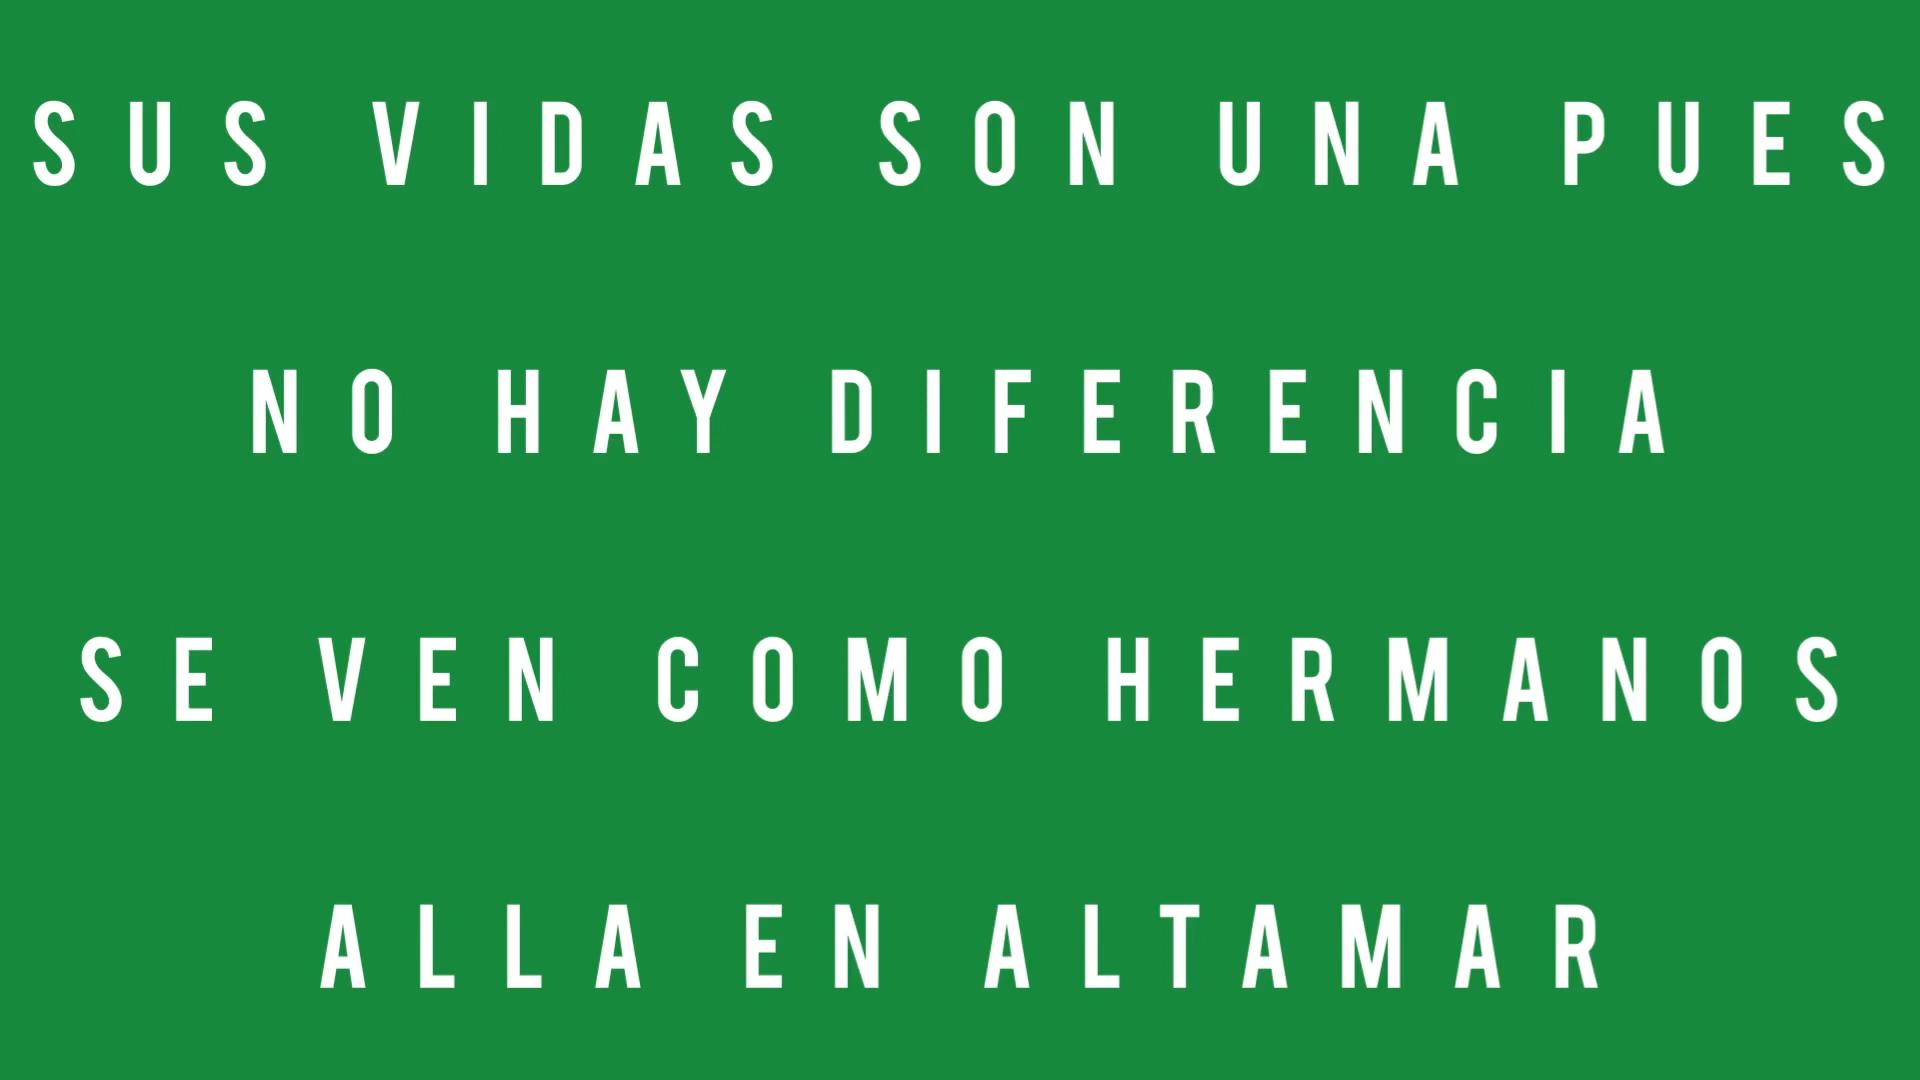 SUS VIDAS SON UNA PUES
NO HAY DIFERENCIA
SE VEN COMO HERMANOS
ALLA EN ALTAMAR